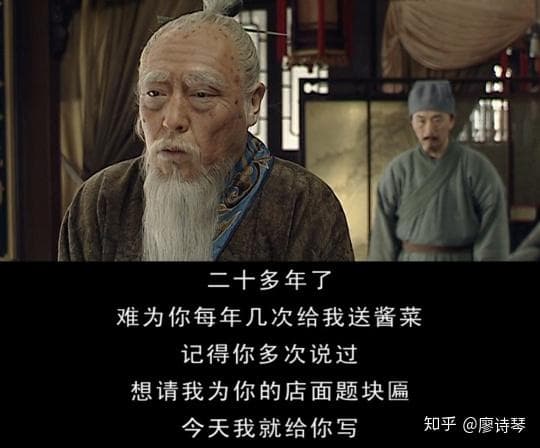 二十多年了
难为你每年几次给我送酱菜
记得你多次说过
想请我为你的店面题块匾
今天我就给你写
知乎 @廖诗琴